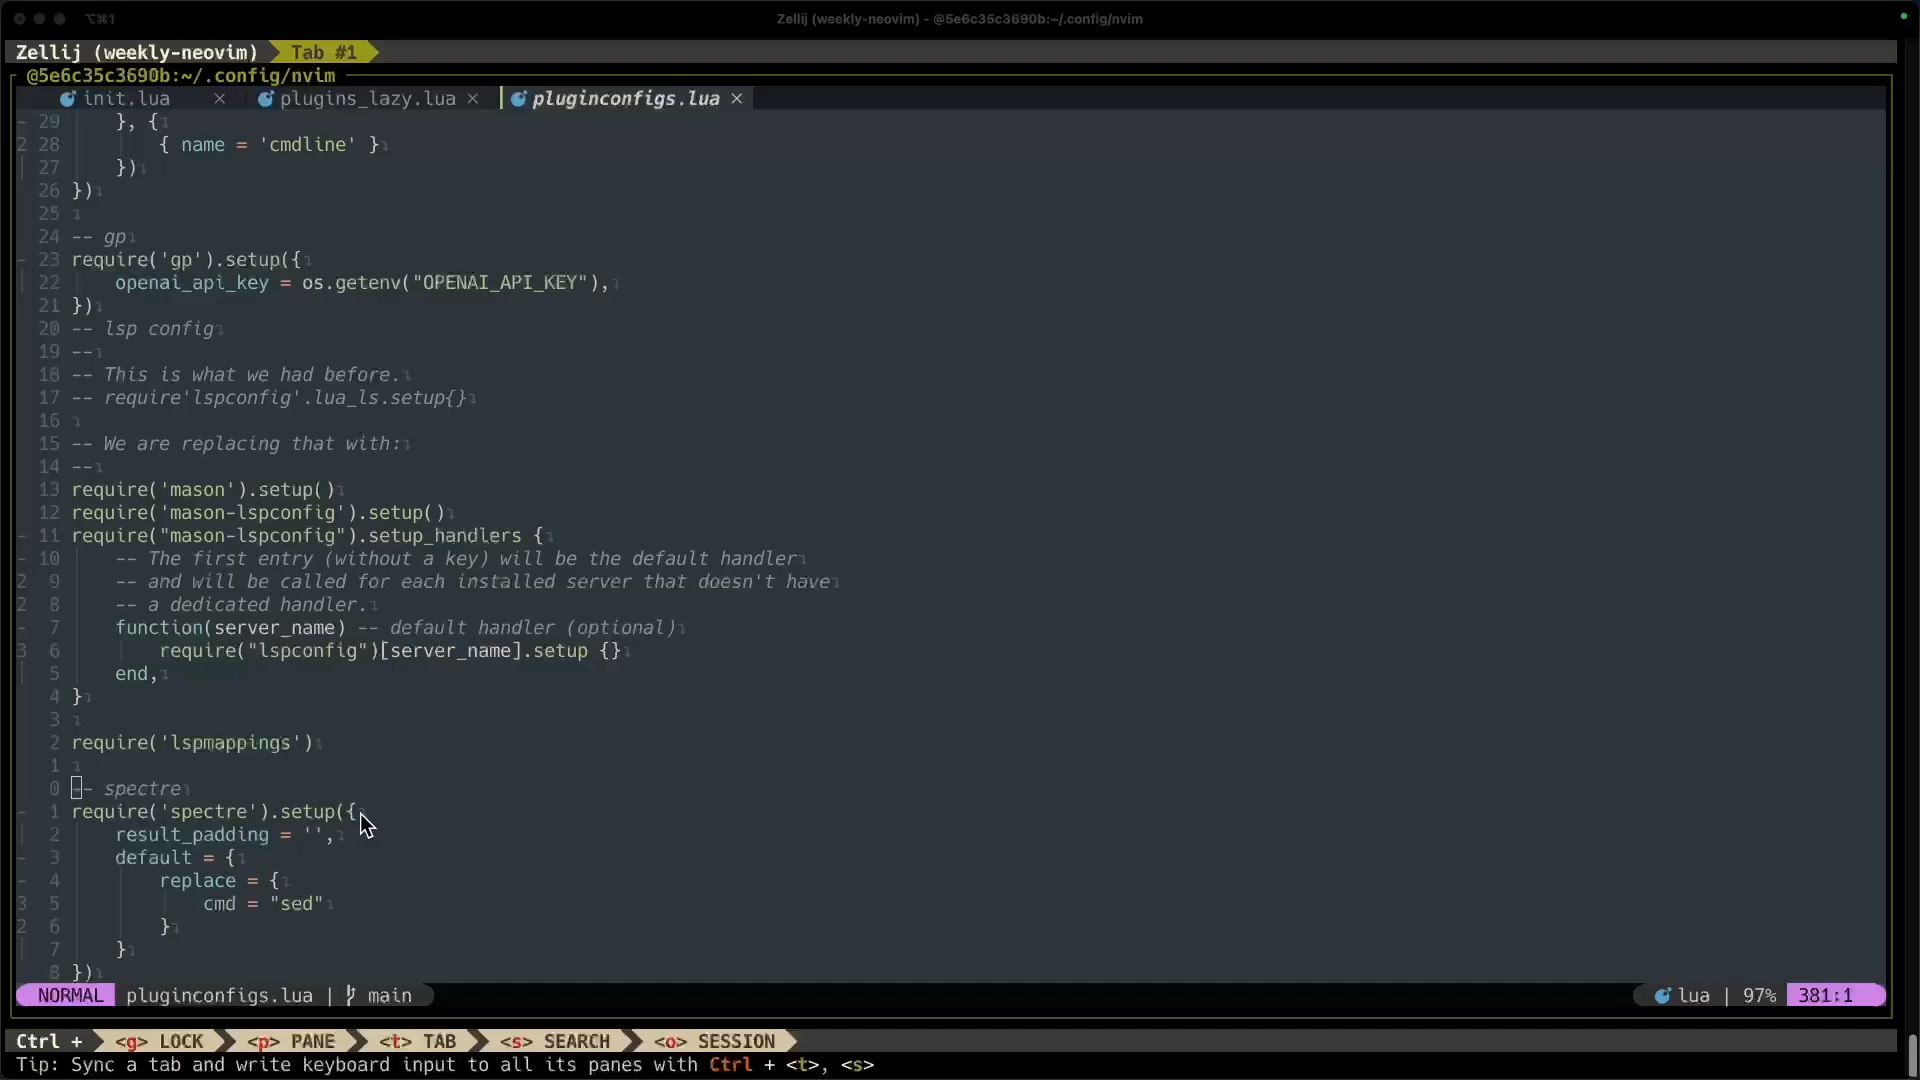 ⌥⌘1
Zellij (weekly-neovim) - @5e6c35c3690b:~/.config/nvim
Zellij (weekly-neovim) Tab #1
@5e6c35c3690b:~/.config/nvim
init.lua × plugins_lazy.lua × pluginconfigs.lua ×
- 29 }, {
2 28 { name = 'cmdline' }
27 })
26 })
25
24 -- gp
- 23 require('gp').setup({
22 openai_api_key = os.getenv("OPENAI_API_KEY"),
21 })
20 -- lsp config
19 --
18 -- This is what we had before.
17 -- require'lspconfig'.lua_ls.setup{}
16
15 -- We are replacing that with:
14 --
13 require('mason').setup()
12 require('mason-lspconfig').setup()
- 11 require("mason-lspconfig").setup_handlers {
- 10 -- The first entry (without a key) will be the default handler
2 9 -- and will be called for each installed server that doesn't have
2 8 -- a dedicated handler.
- 7 function(server_name) -- default handler (optional)
3 6 require("lspconfig")[server_name].setup {}
5 end,
4 }
3
2 require('lspmappings')
1
0 -- spectre
- 1 require('spectre').setup({
2 result_padding = '',
- 3 default = {
- 4 replace = {
3 5 cmd = "sed"
2 6 }
7 }
8 })
NORMAL pluginconfigs.lua | main lua | 97% 381:1
Ctrl + <g> LOCK <p> PANE <t> TAB <s> SEARCH <o> SESSION
Tip: Sync a tab and write keyboard input to all its panes with Ctrl + <t>, <s>